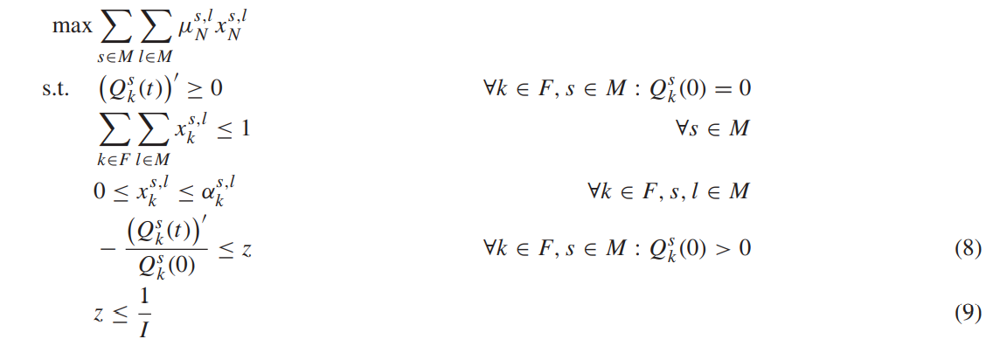 max ∑_{s∈M} ∑_{l∈M} μ_N^{s,l} x_N^{s,l}
s.t. (Q_k^s(t))′ ≥ 0 ∀k ∈ F, s ∈ M : Q_k^s(0) = 0
∑_{k∈F} ∑_{l∈M} x_k^{s,l} ≤ 1 ∀s ∈ M
0 ≤ x_k^{s,l} ≤ α_k^{s,l} ∀k ∈ F, s, l ∈ M
− (Q_k^s(t))′ / Q_k^s(0) ≤ z ∀k ∈ F, s ∈ M : Q_k^s(0) > 0 (8)
z ≤ 1/I (9)